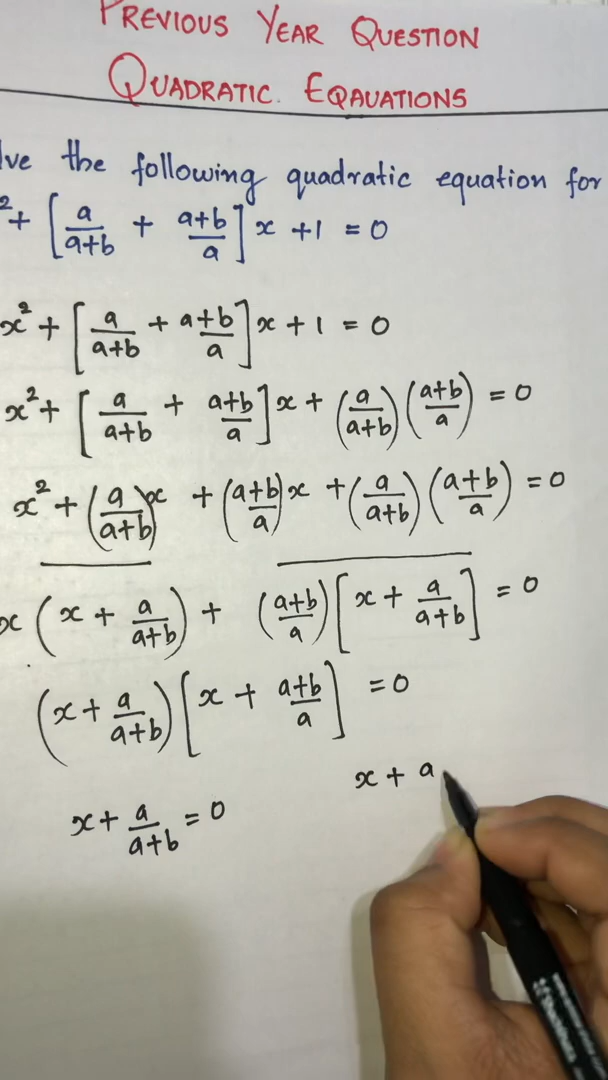 PREVIOUS YEAR QUESTION
QUADRATIC. EQAUATIONS
lve the following quadratic equation for
²+ [a/(a+b) + (a+b)/a] x +1 = 0
x² + [a/(a+b) + (a+b)/a] x + 1 = 0
x² + [a/(a+b) + (a+b)/a] x + (a/(a+b)) ((a+b)/a) = 0
x² + (a/(a+b)) x + ((a+b)/a) x + (a/(a+b)) ((a+b)/a) = 0
x (x + a/(a+b)) + ((a+b)/a) [x + a/(a+b)] = 0
(x + a/(a+b)) [x + (a+b)/a] = 0
x + a
x + a/(a+b) = 0